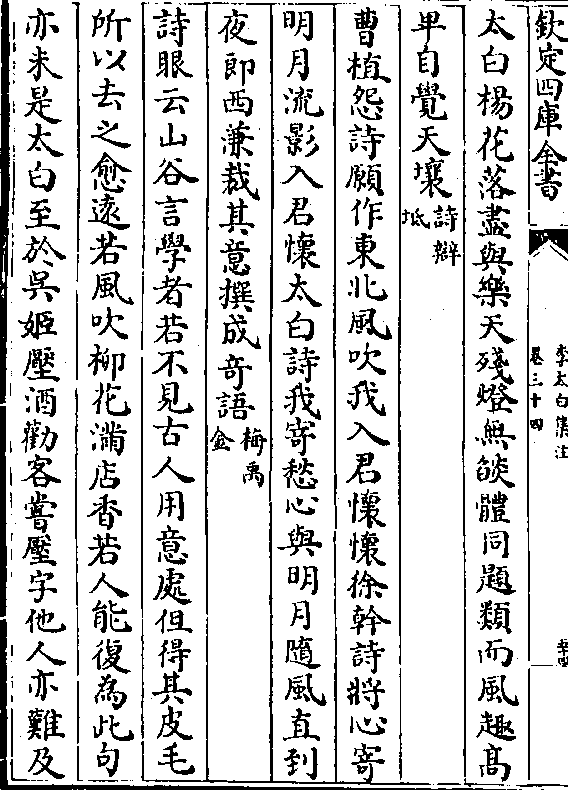 欽定四庫全書
李太白集注
卷三十四
太白楊花落盡與樂天殘燈無燄體同題類而風趣髙
卑自覺天壤
詩辯
坻
曹植怨詩願作東北風吹我入君懷懷徐幹詩將心寄
明月流影入君懷太白詩我寄愁心與明月隨風直到
夜郎西兼裁其意撰成竒語
梅禹
金
詩眼云山谷言學者若不見古人用意處但得其皮毛
所以去之愈逺若風吹柳花滿店香若人能復為此句
亦未是太白至於吳姬壓酒勸客嘗壓字他人亦難及